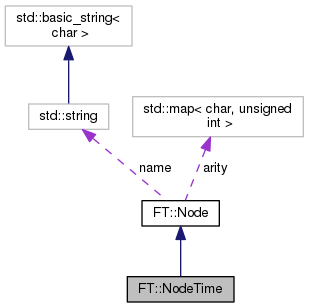 std::basic_string<
char >
std::string
std::map< char, unsigned
int >
name
arity
FT::Node
FT::NodeTime